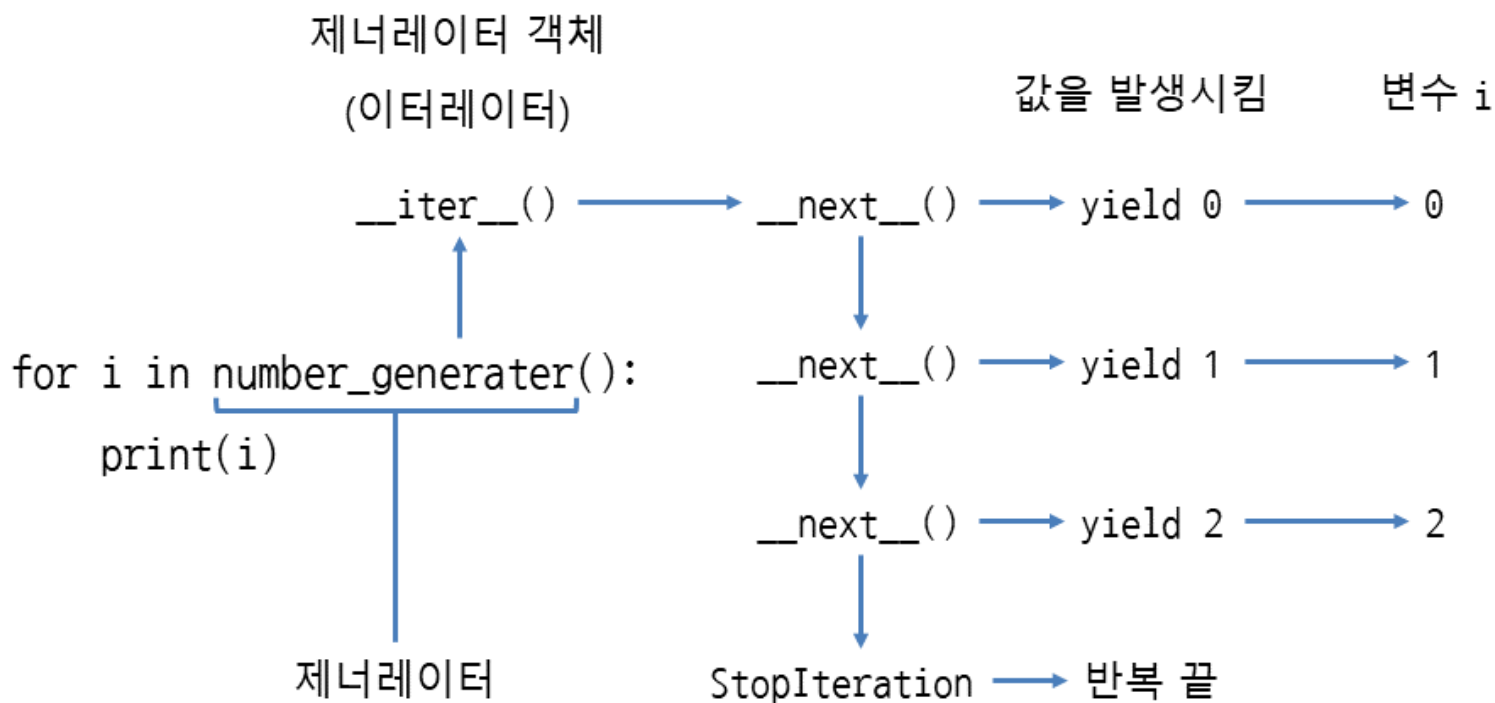 제너레이터 객체
(이터레이터)
값을 발생시킴 변수 i
__iter__() __next__() yield 0 0
for i in number_generater(): __next__() yield 1 1
print(i)
__next__() yield 2 2
제너레이터 StopIteration 반복 끝